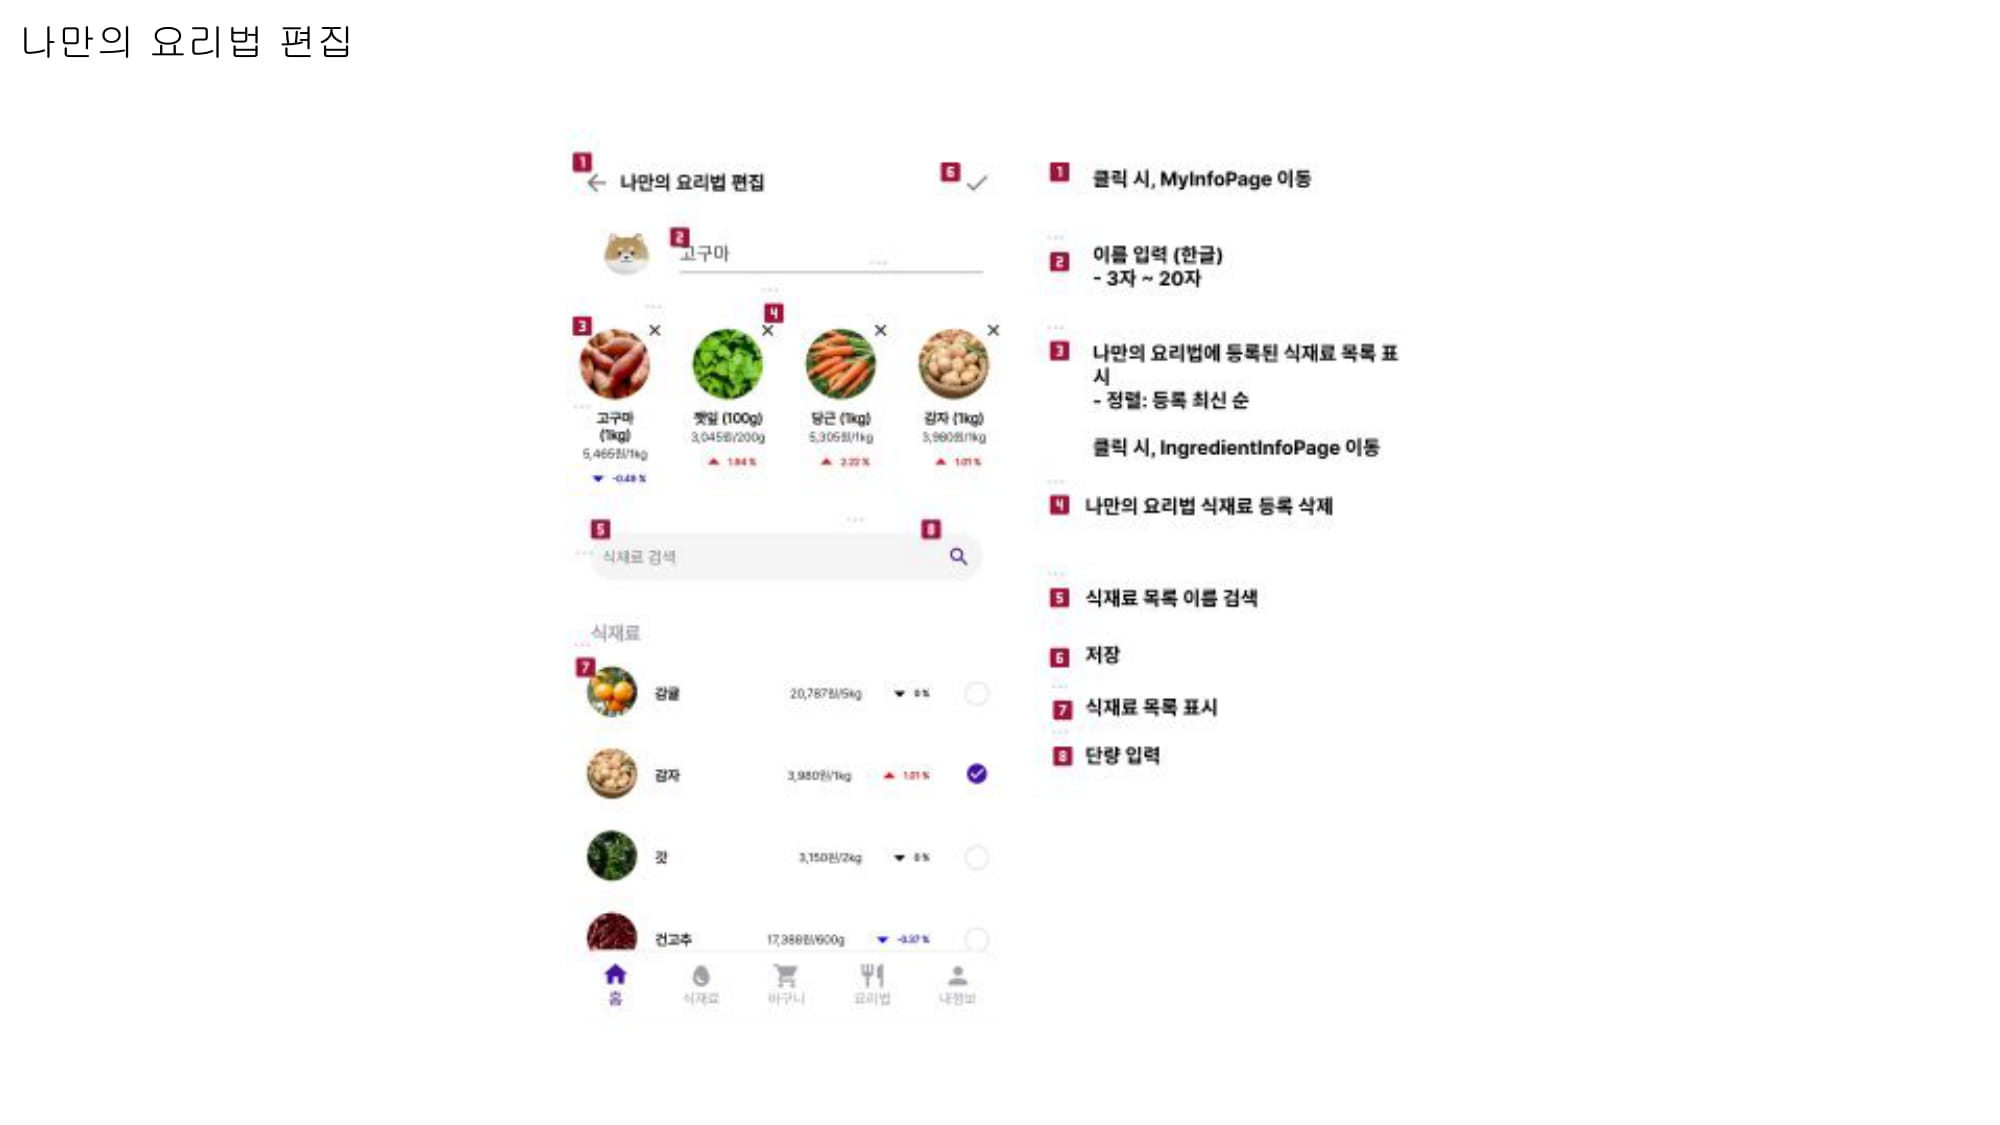 나만의 요리법 편집
1
나만의 요리법 편집
6
2
고구마
3
4
고구마
(1kg)
5,465원/1kg
-0.49 %
깻잎 (100g)
3,045원/200g
1.84 %
당근 (1kg)
5,305원/1kg
2.22 %
감자 (1kg)
3,980원/1kg
1.01 %
5
8
식재료 검색
식재료
7
감귤
20,787원/5kg
0 %
감자
3,980원/1kg
1.01 %
갓
3,150원/2kg
0 %
건고추
17,388원/600g
홈
식재료
바구니
요리법
내정보
1
클릭 시, MyInfoPage 이동
2
이름 입력 (한글)
- 3자 ~ 20자
3
나만의 요리법에 등록된 식재료 목록 표
시
- 정렬: 등록 최신 순
클릭 시, IngredientInfoPage 이동
4
나만의 요리법 식재료 등록 삭제
5
식재료 목록 이름 검색
6
저장
7
식재료 목록 표시
8
단량 입력